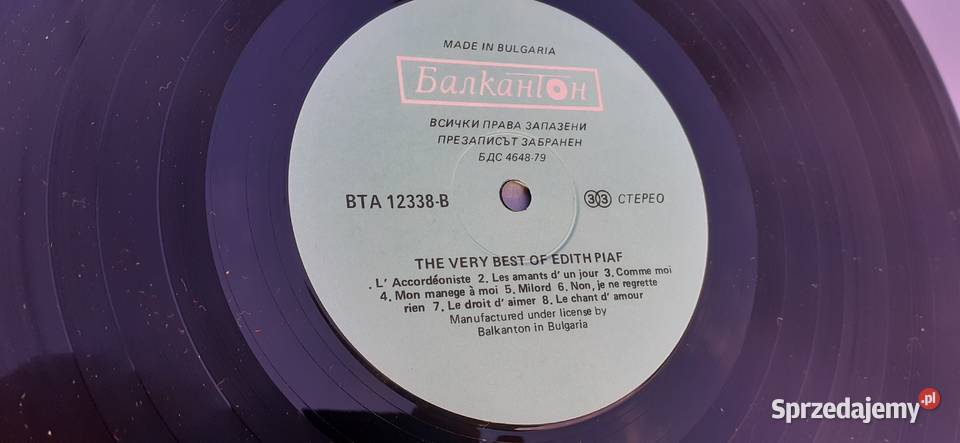 MADE IN BULGARIA
Балкантон
ВСИЧКИ ПРАВА ЗАПАЗЕНИ
ПРЕЗАПИСЪТ ЗАБРАНЕН
БДС 4648-79
ВТА 12338-В
33 СТЕРЕО
THE VERY BEST OF EDITH PIAF
. L' Accordéoniste 2. Les amants d' un jour 3. Comme moi
4. Mon manege à moi 5. Milord 6. Non, je ne regrette
rien 7. Le droit d' aimer 8. Le chant d' amour
Manufactured under license by
Balkanton in Bulgaria
Sprzedajemy.pl